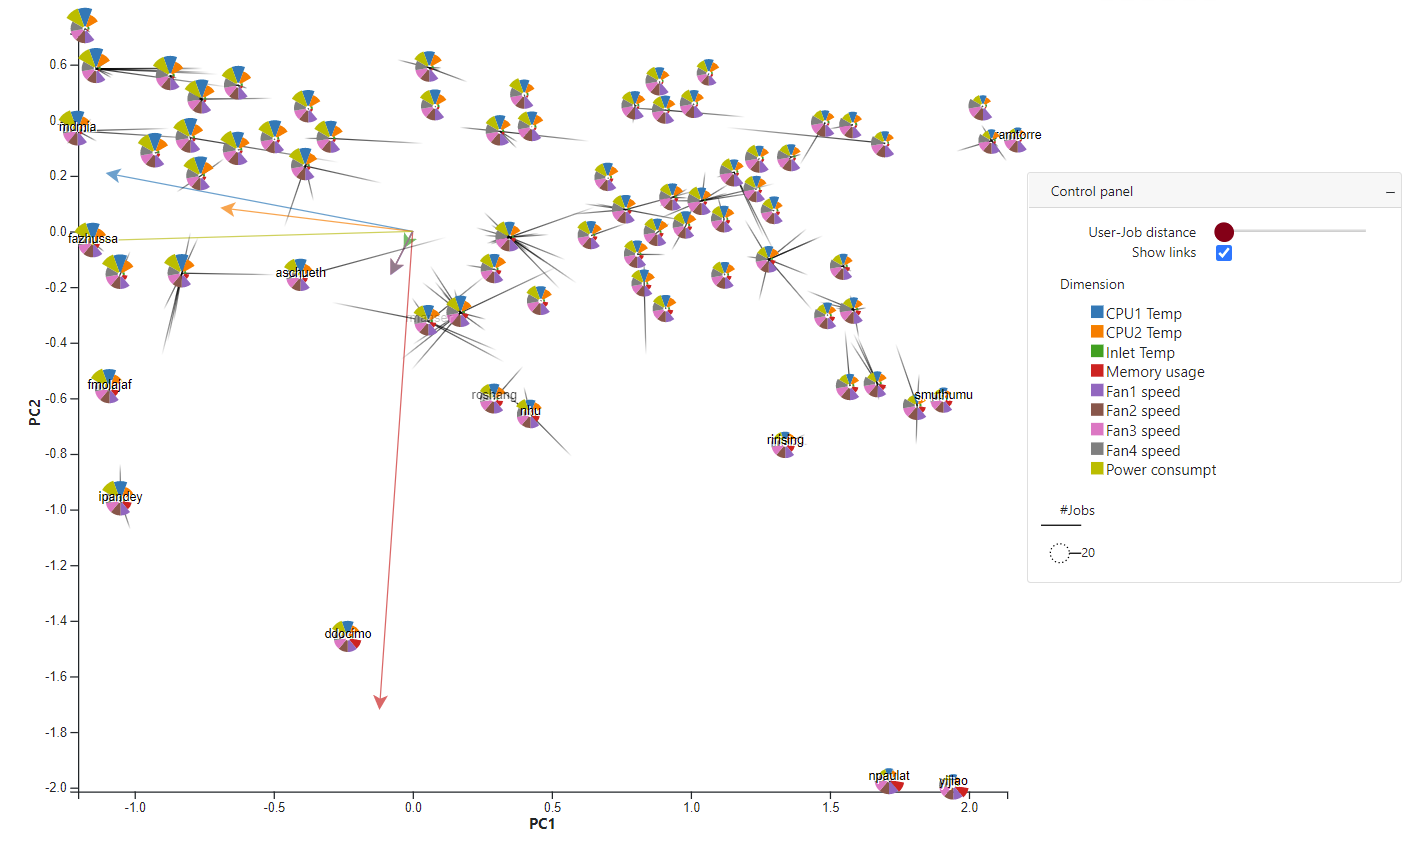 0.6
0.
mdmia
ramtorre
0.2
0.0
fazhussa
aschueth
-0.2
-0.4
fmolajaf
-0.6
roshang
nhu
smuthumu
PC2
-0.8
rirising
ipandey
-1.0
-1.2
-1.4
ddocimo
-1.6
-1.8
npaulat
yijiao
-2.0
-1.0
-0.5
0.0
0.5
1.0
1.5
2.0
PC1
Control panel
User-Job distance
Show links
Dimension
CPU1 Temp
CPU2 Temp
Inlet Temp
Memory usage
Fan1 speed
Fan2 speed
Fan3 speed
Fan4 speed
Power consumpt
#Jobs
20